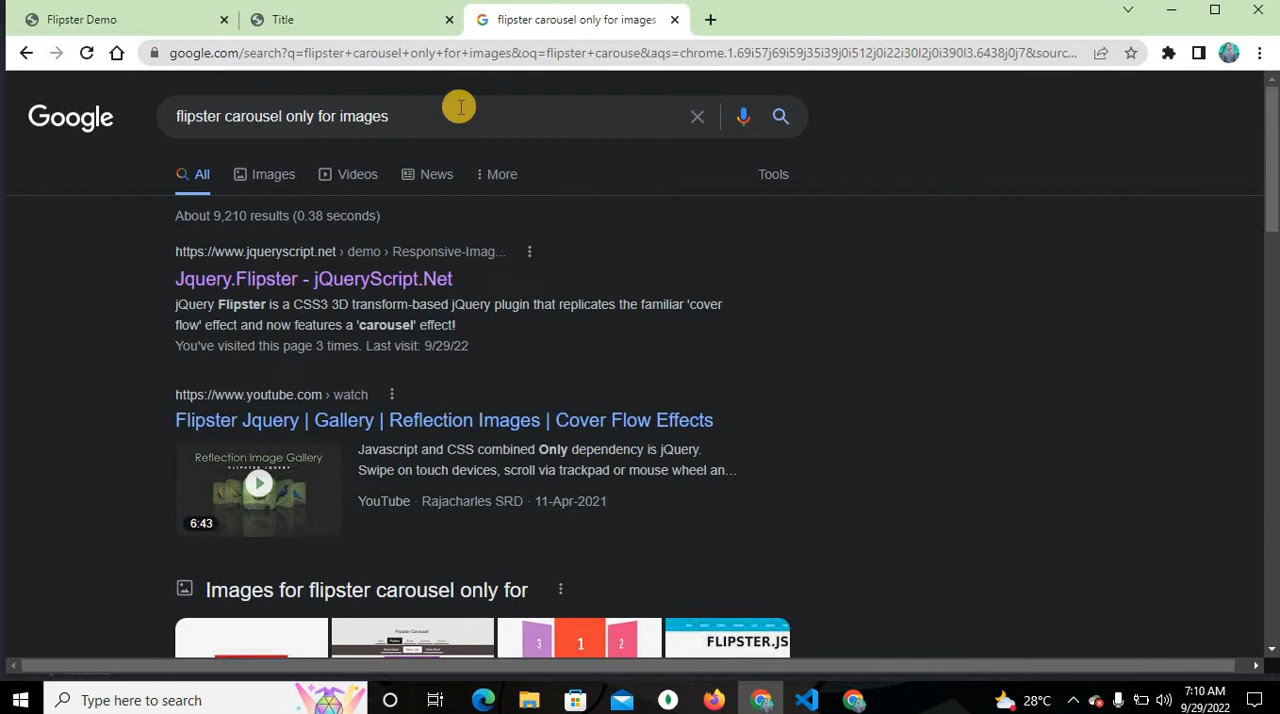 Flipster Demo
Title
flipster carousel only for images
google.com/search?q=flipster+carousel+only+for+images&oq=flipster+carouse&aqs=chrome.1.69i57j69i59j35i39j0i512j0i22i30l2j0i390l3.6438j0j7&sourc...
Google
flipster carousel only for images
All
Images
Videos
News
More
Tools
About 9,210 results (0.38 seconds)
https://www.jqueryscript.net › demo › Responsive-Imag...
Jquery.Flipster - jQueryScript.Net
jQuery Flipster is a CSS3 3D transform-based jQuery plugin that replicates the familiar 'cover
flow' effect and now features a 'carousel' effect!
You've visited this page 3 times. Last visit: 9/29/22
https://www.youtube.com › watch
Flipster Jquery | Gallery | Reflection Images | Cover Flow Effects
Reflection Image Gallery
FLIPSTER JQUERY
6:43
Javascript and CSS combined Only dependency is jQuery.
Swipe on touch devices, scroll via trackpad or mouse wheel an...
YouTube · Rajacharles SRD · 11-Apr-2021
Images for flipster carousel only for
Flipster Carousel
3
1
2
FLIPSTER.JS
Type here to search
28°C
7:10 AM
9/29/2022